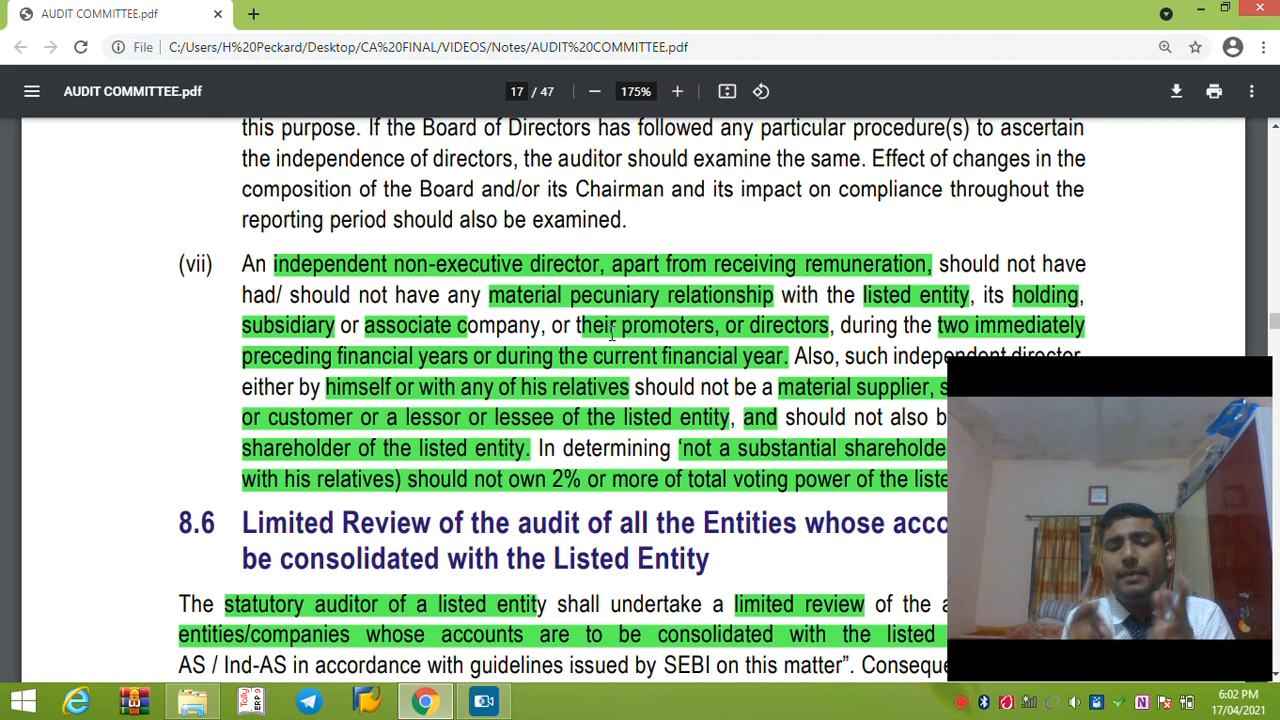 AUDIT COMMITTEE.pdf
File C:/Users/H%20Peckard/Desktop/CA%20FINAL/VIDEOS/Notes/AUDIT%20COMMITTEE.pdf
AUDIT COMMITTEE.pdf 17 / 47 175%
this purpose. If the Board of Directors has followed any particular procedure(s) to ascertain
the independence of directors, the auditor should examine the same. Effect of changes in the
composition of the Board and/or its Chairman and its impact on compliance throughout the
reporting period should also be examined.
(vii) An independent non-executive director, apart from receiving remuneration, should not have
had/ should not have any material pecuniary relationship with the listed entity, its holding,
subsidiary or associate company, or their promoters, or directors, during the two immediately
preceding financial years or during the current financial year. Also, such independent director,
either by himself or with any of his relatives should not be a material supplier, s
or customer or a lessor or lessee of the listed entity, and should not also b
shareholder of the listed entity. In determining ‘not a substantial shareholde
with his relatives) should not own 2% or more of total voting power of the liste
8.6 Limited Review of the audit of all the Entities whose acco
be consolidated with the Listed Entity
The statutory auditor of a listed entity shall undertake a limited review of the a
entities/companies whose accounts are to be consolidated with the listed
AS / Ind-AS in accordance with guidelines issued by SEBI on this matter”. Conseque
Tally
ERP 9
6:02 PM
17/04/2021